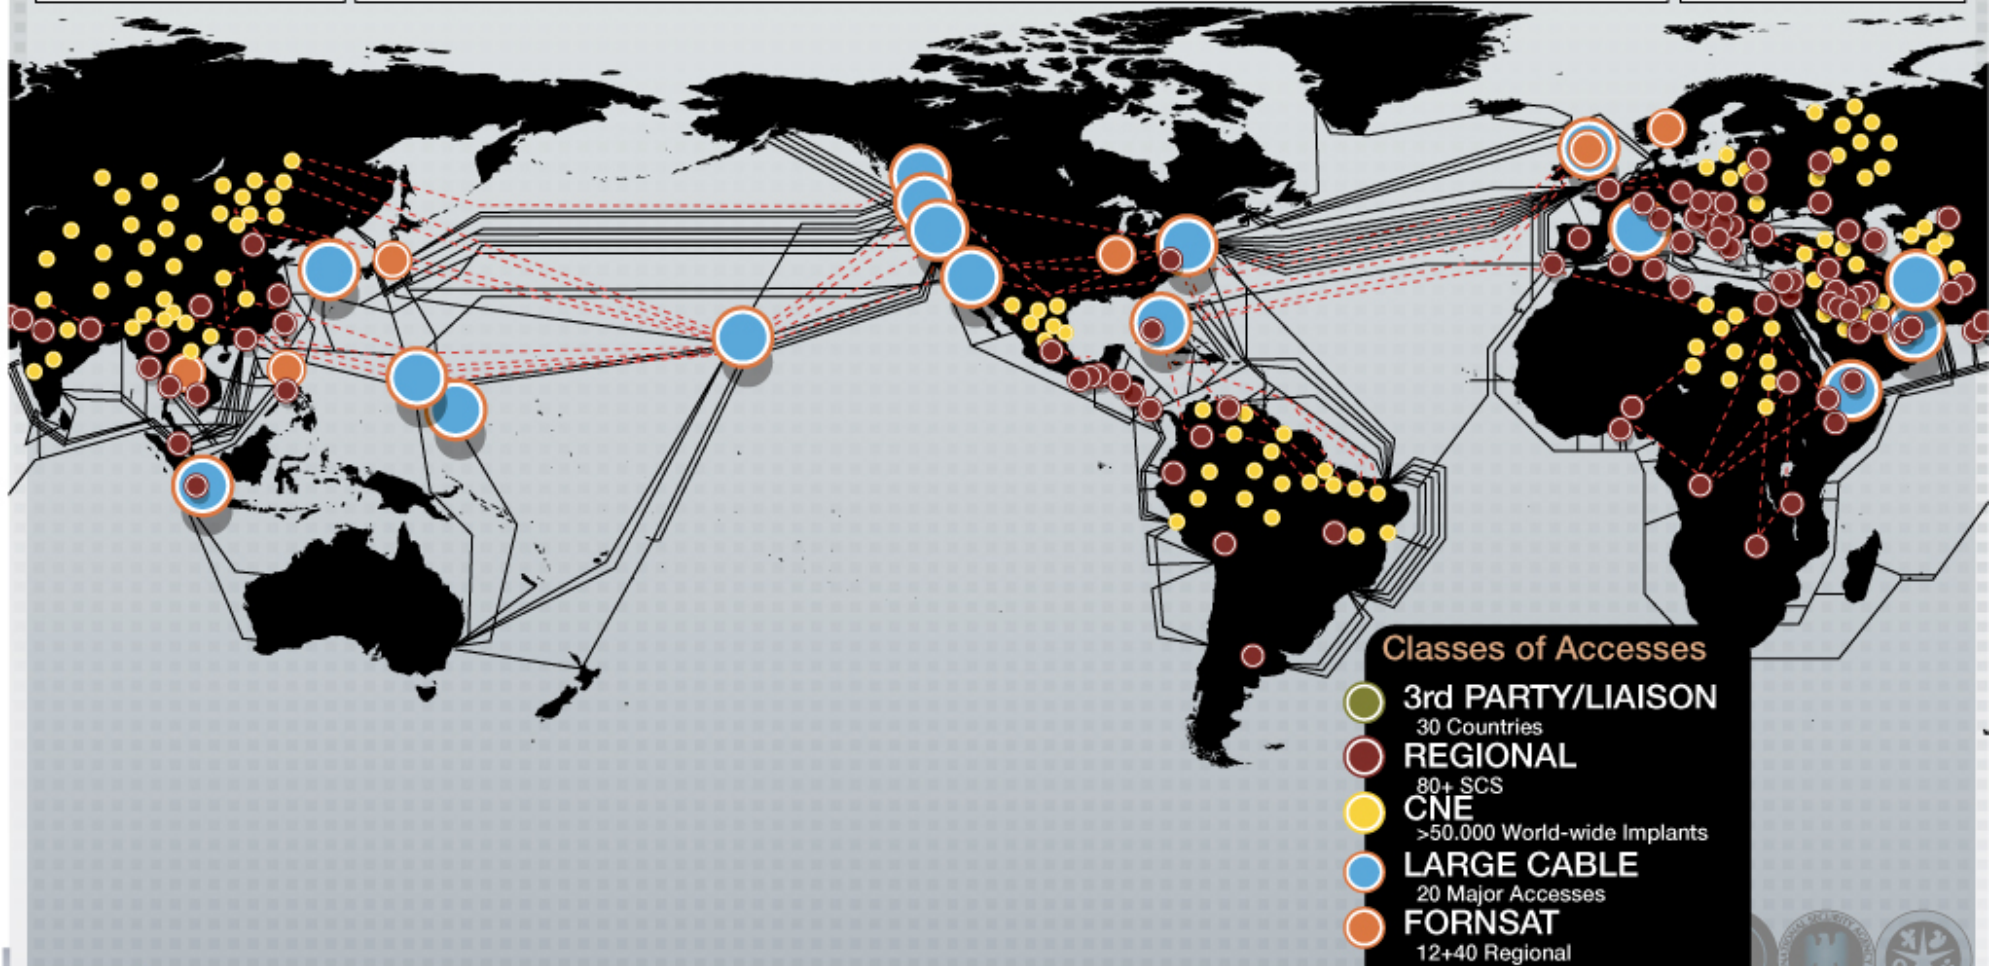 Classes of Accesses
3rd PARTY/LIAISON
30 Countries
REGIONAL
80+ SCS
CNE
>50.000 World-wide Implants
LARGE CABLE
20 Major Accesses
FORNSAT
12+40 Regional